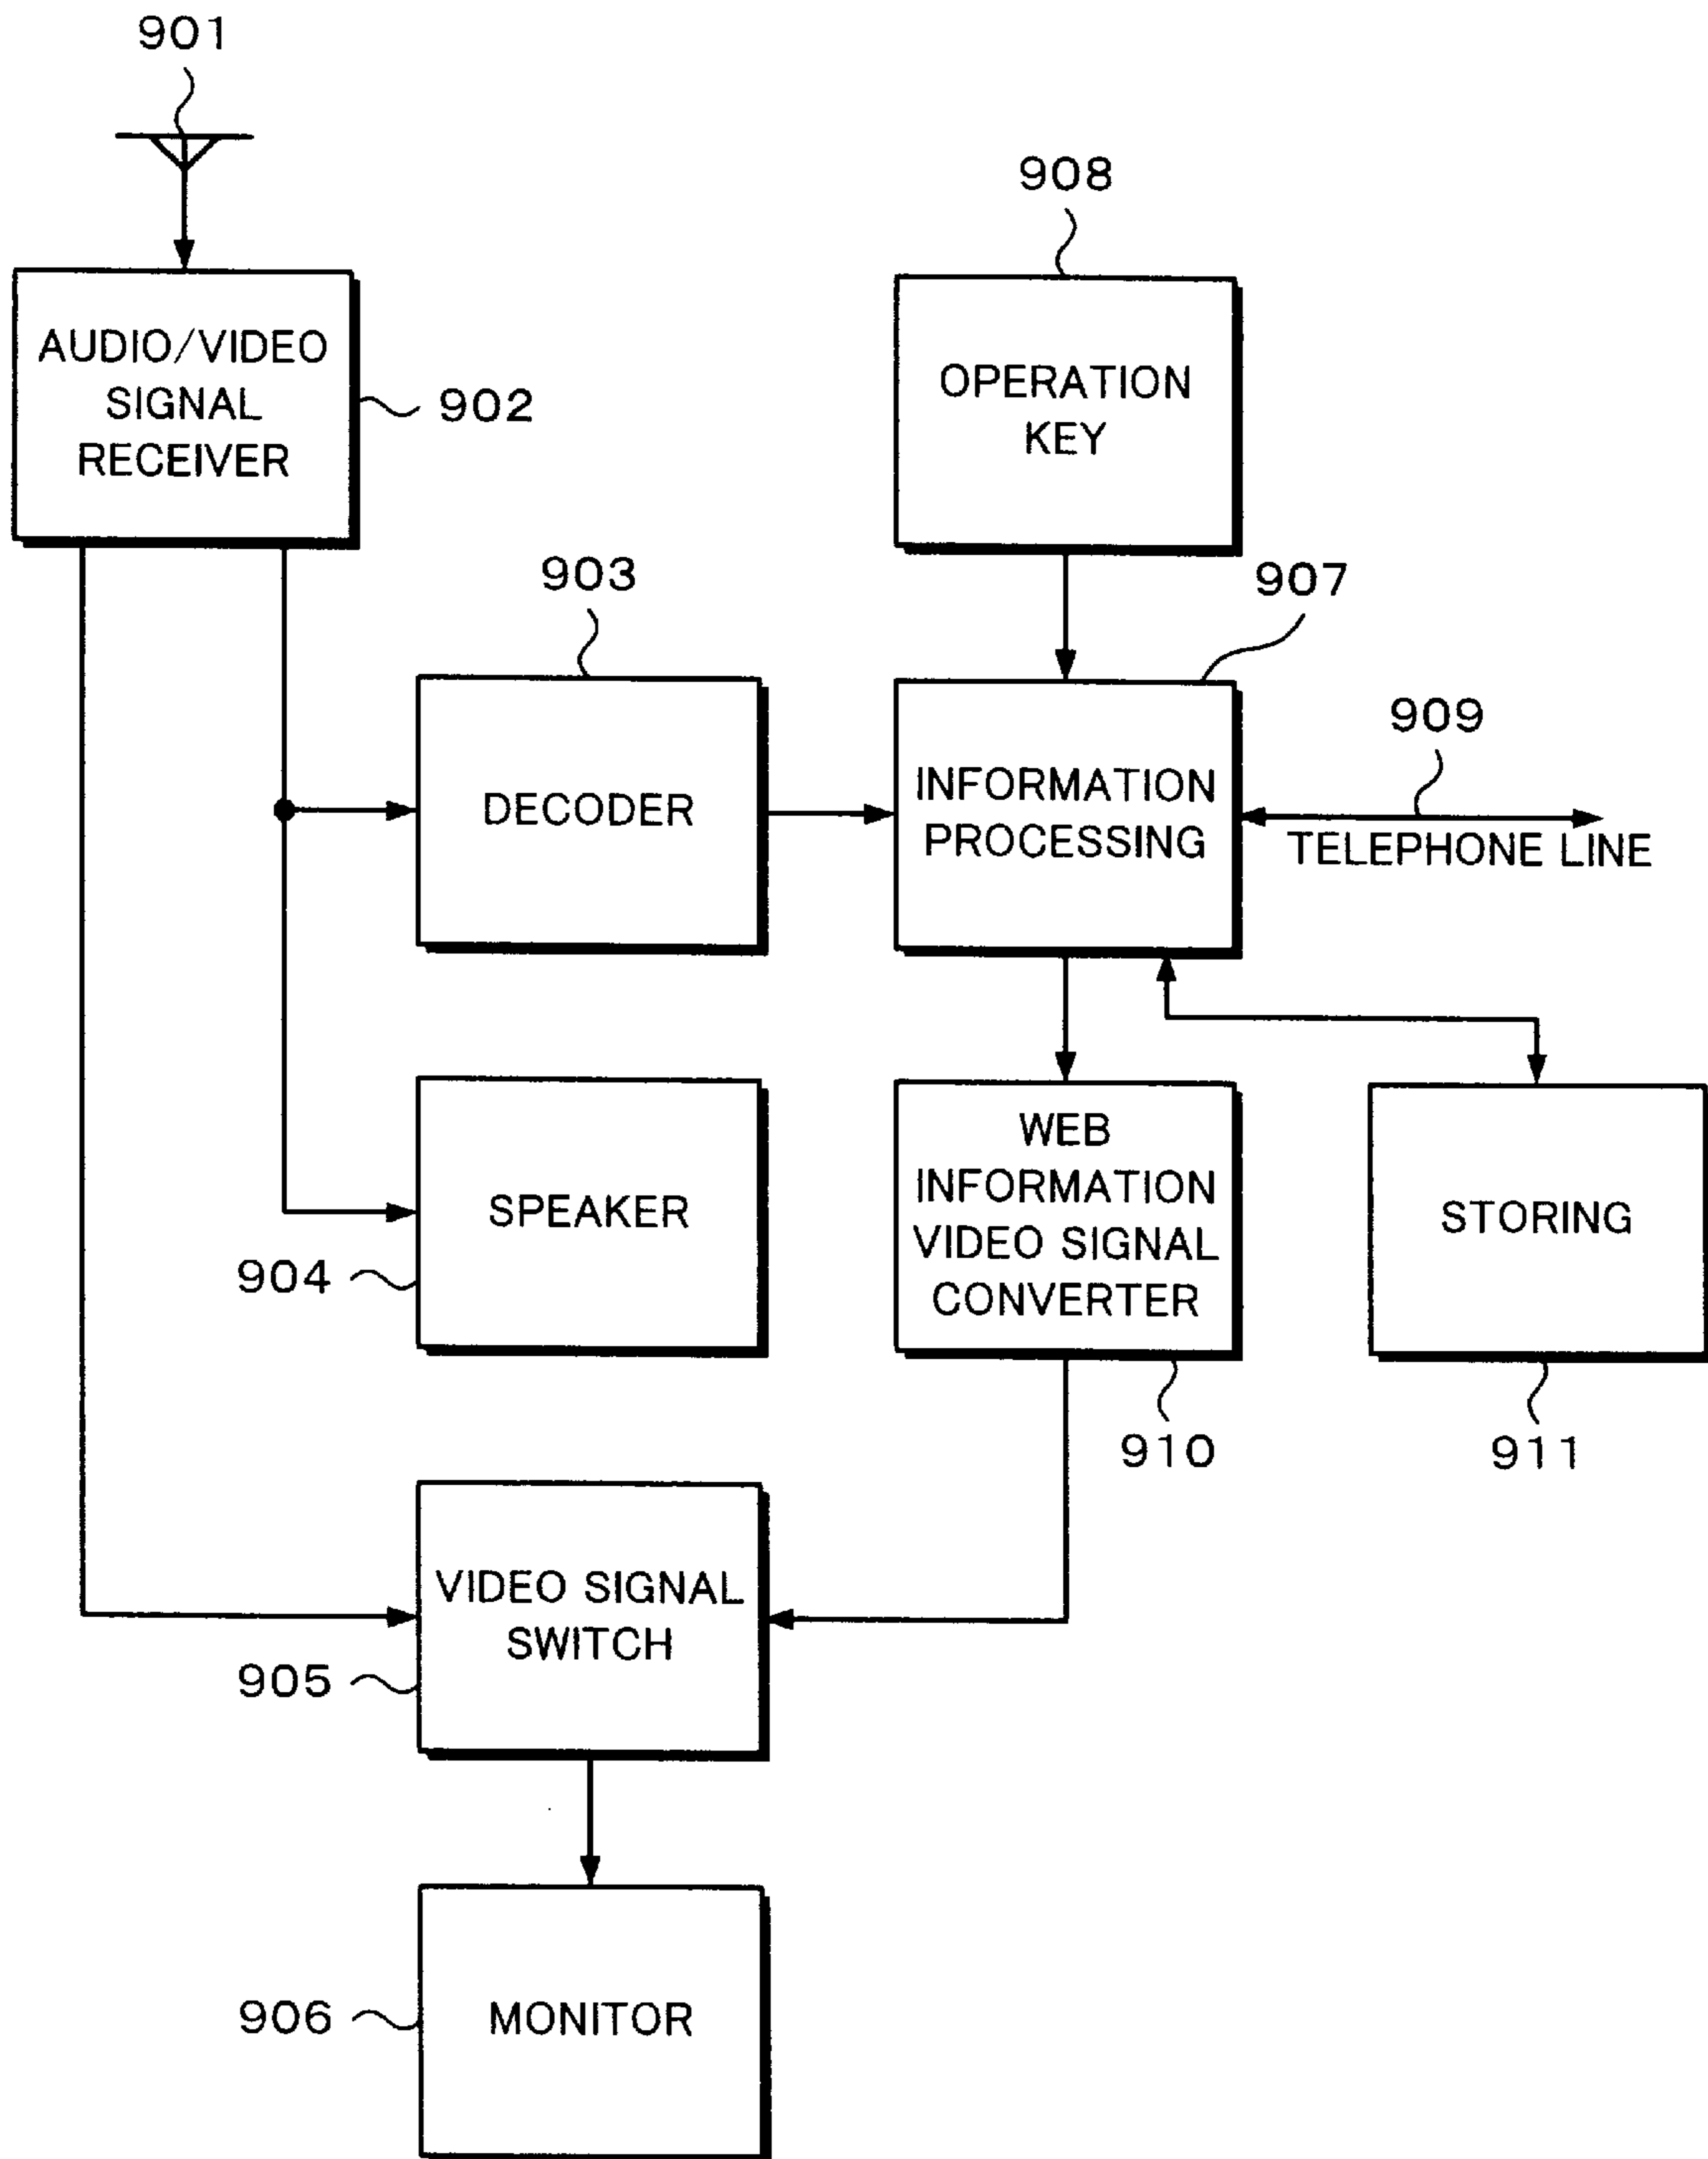 901
908
AUDIO/VIDEO
SIGNAL
RECEIVER
902
OPERATION
KEY
903
907
909
DECODER
INFORMATION
PROCESSING
TELEPHONE LINE
SPEAKER
904
WEB
INFORMATION
VIDEO SIGNAL
CONVERTER
STORING
910
911
VIDEO SIGNAL
SWITCH
905
MONITOR
906